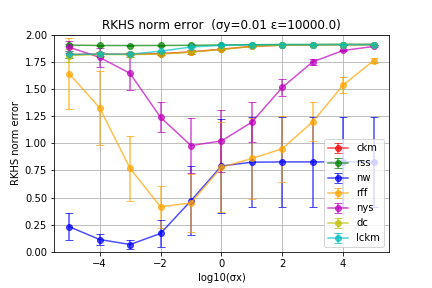 RKHS norm error (σy=0.01 ε=10000.0)
RKHS norm error
2.00
1.75
1.50
1.25
1.00
0.75
0.50
0.25
0.00
ckm
rss
nw
rff
nys
dc
lckm
−4 −2 0 2 4
log10(σx)